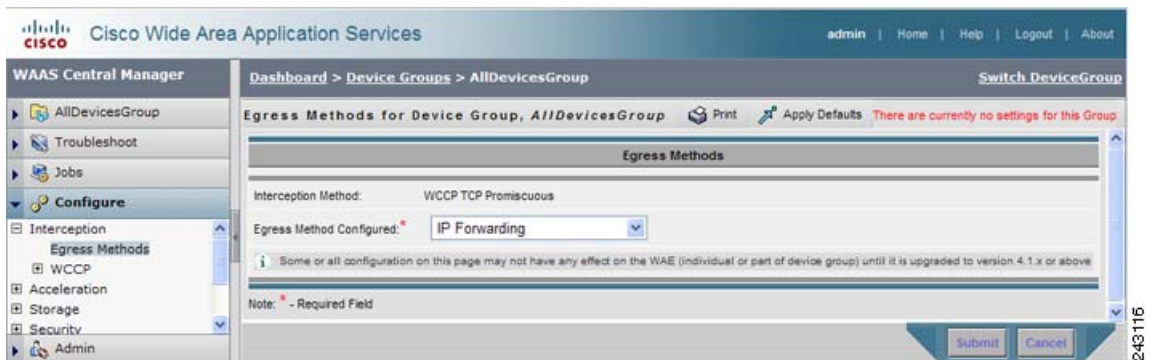 CISCO
Cisco Wide Area Application Services
admin | Home | Help | Logout | About
WAAS Central Manager
Dashboard > Device Groups > AllDevicesGroup
Switch DeviceGroup
AllDevicesGroup
Troubleshoot
Jobs
Configure
Interception
Egress Methods
WCCP
Acceleration
Storage
Security
Admin
Egress Methods for Device Group, AllDevicesGroup
Print
Apply Defaults
There are currently no settings for this Group
Egress Methods
Interception Method: WCCP TCP Promiscuous
Egress Method Configured:* IP Forwarding
i Some or all configuration on this page may not have any effect on the WAE (individual or part of device group) until it is upgraded to version 4.1.x or above
Note: * - Required Field
Submit
Cancel
243116